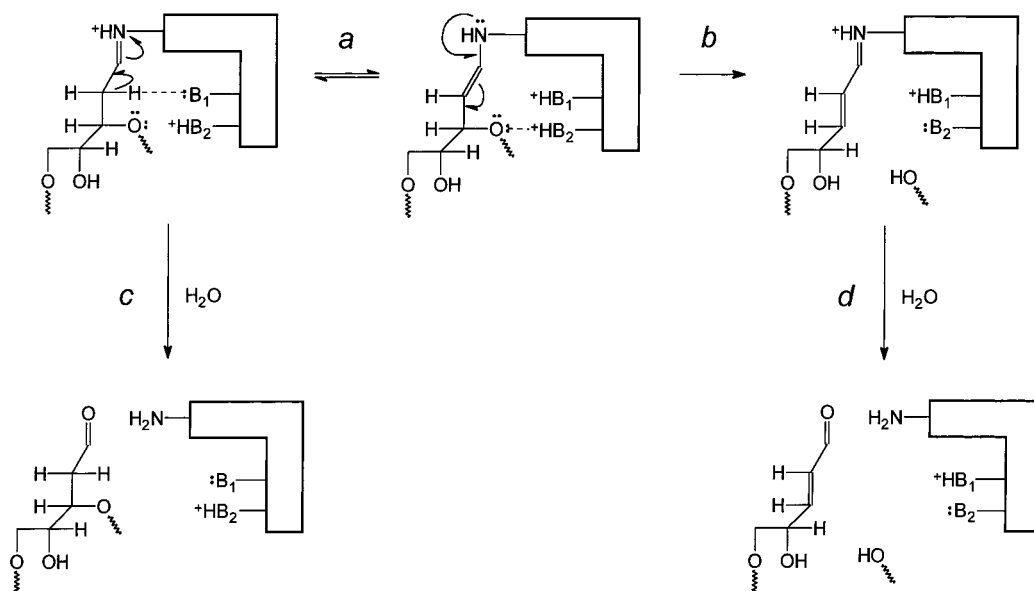 +HN a HN b +HN
H H :B1 H +HB1 H +HB1
H O: +HB2 H O: +HB2 H :B2
H H H
O OH O OH O OH HO
c H2O d H2O
O H2N O H2N
H H :B1 H +HB1
H O +HB2 H :B2
H H
O OH O OH HO